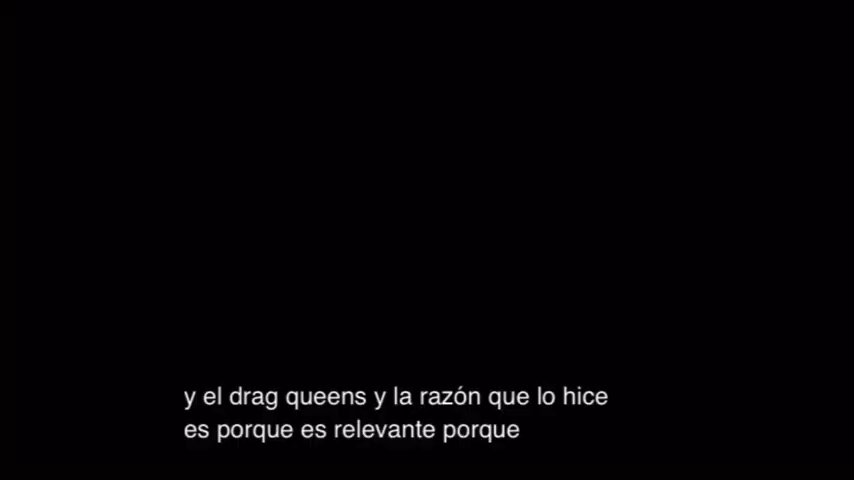 y el drag queens y la razón que lo hice
es porque es relevante porque